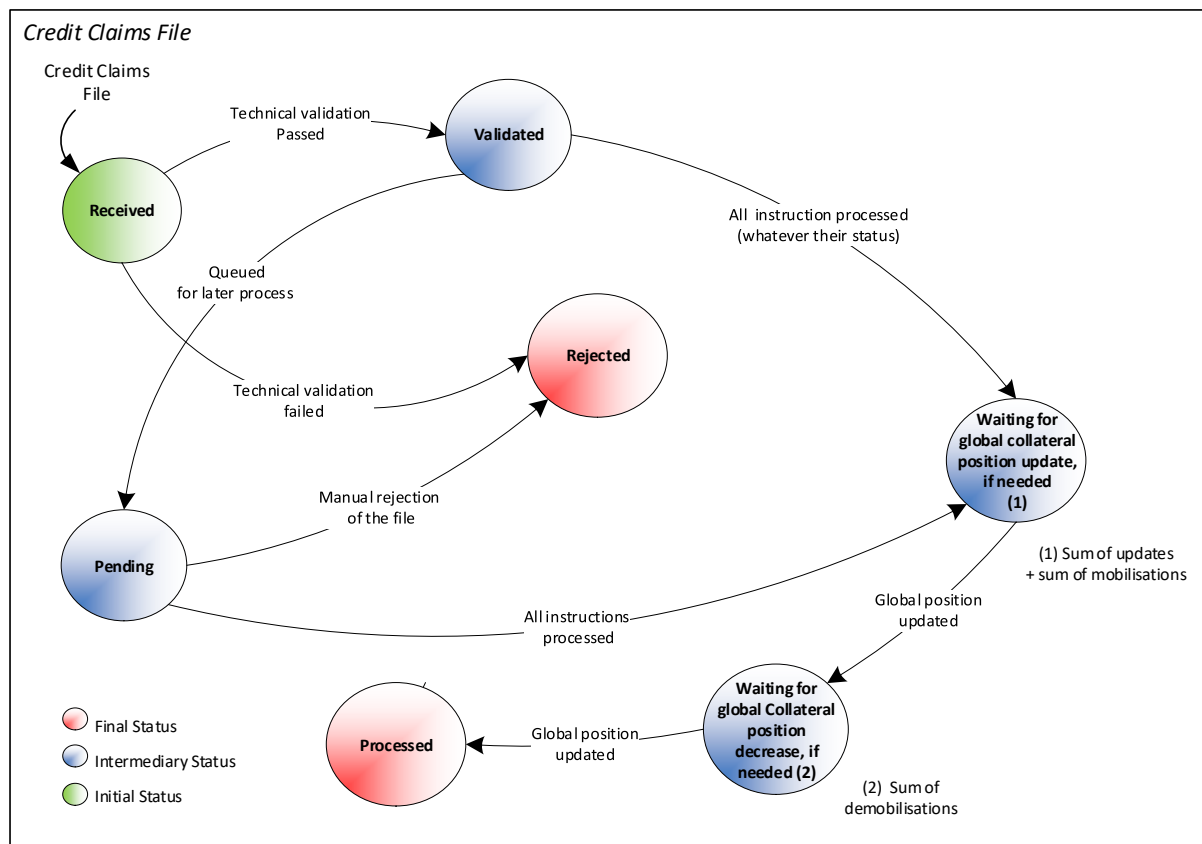 Credit Claims File
Credit Claims
File
Technical validation
Passed
Validated
Received
All instruction processed
(whatever their status)
Queued
for later process
Rejected
Technical validation
failed
Waiting for
global collateral
position update,
if needed
(1)
Manual rejection
of the file
Pending
(1) Sum of updates
+ sum of mobilisations
All instructions
processed
Global position
updated
Waiting for
global Collateral
position
decrease, if
needed (2)
Final Status
Processed
Global position
updated
Intermediary Status
Initial Status
(2) Sum of
demobilisations